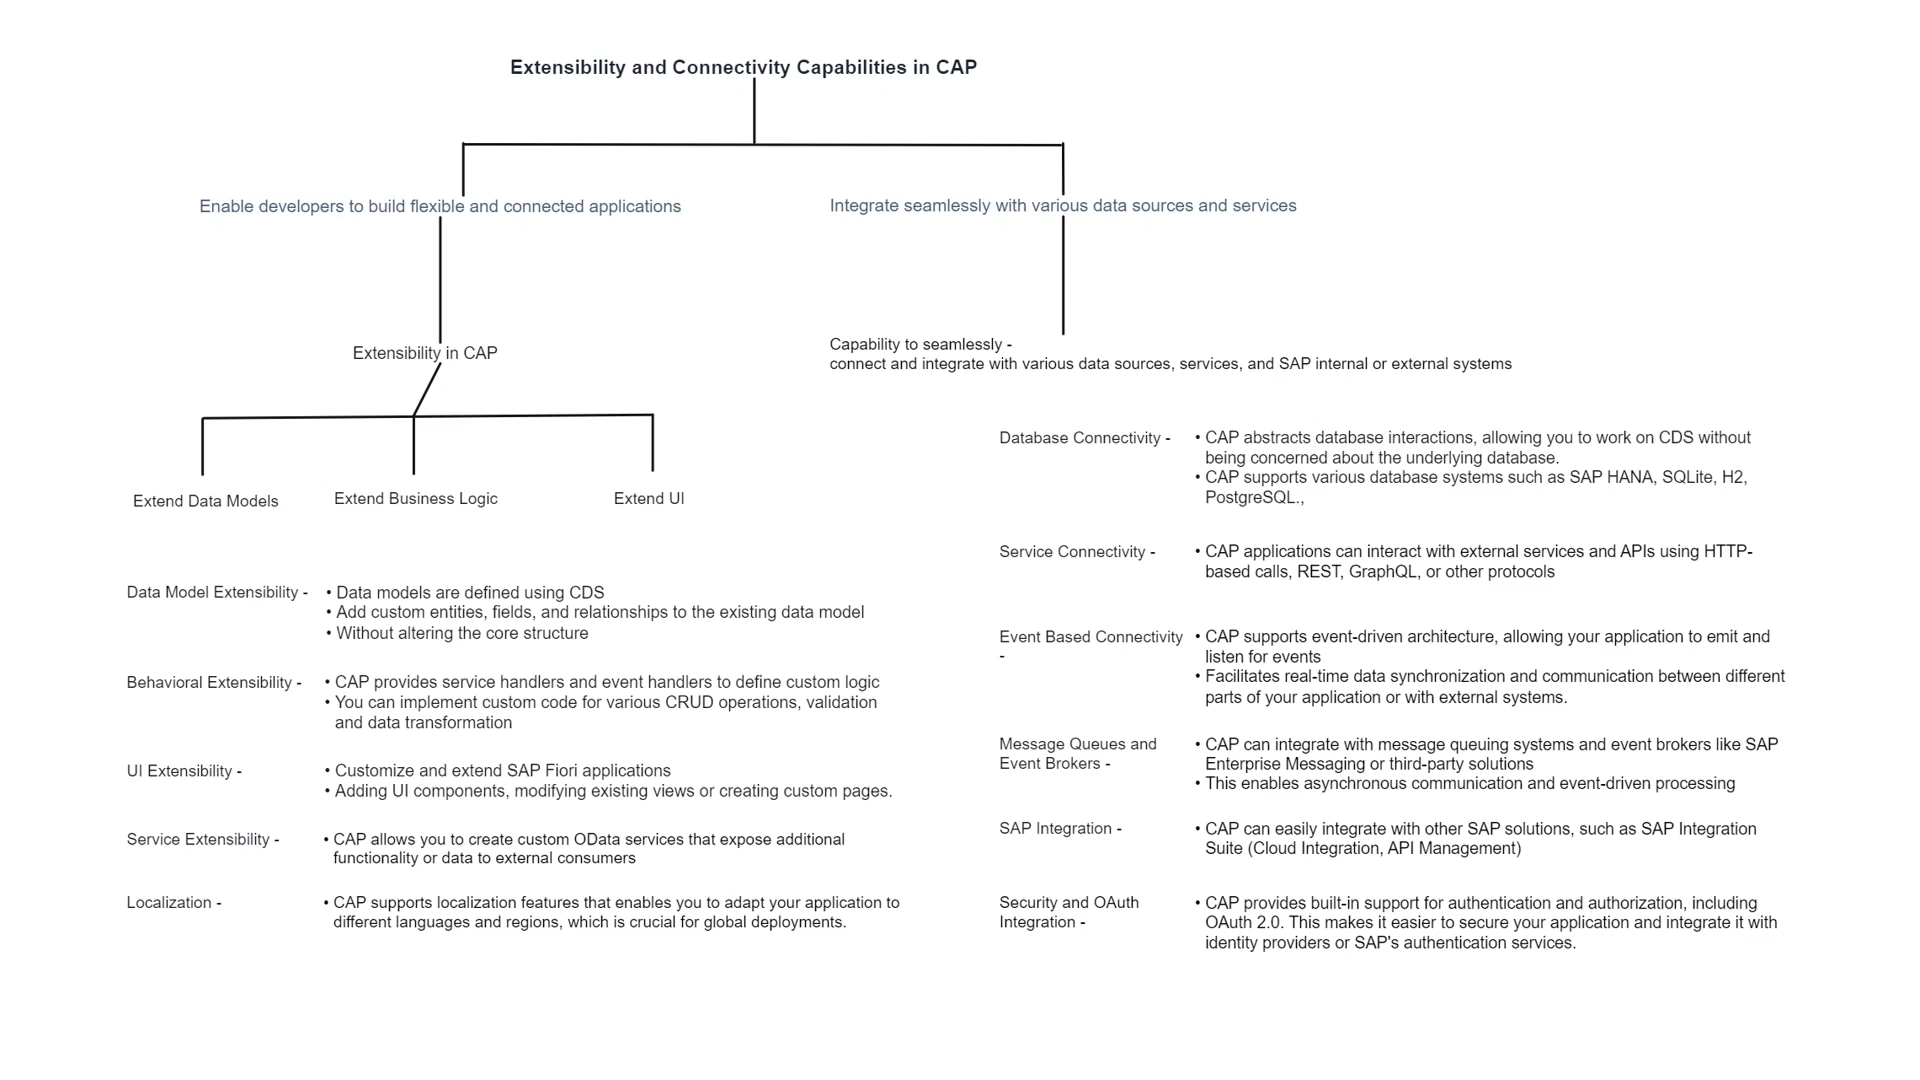 Extensibility and Connectivity Capabilities in CAP
Enable developers to build flexible and connected applications
Integrate seamlessly with various data sources and services
Extensibility in CAP
Extend Data Models
Extend Business Logic
Extend UI
Data Model Extensibility -
• Data models are defined using CDS
• Add custom entities, fields, and relationships to the existing data model
• Without altering the core structure
Behavioral Extensibility -
• CAP provides service handlers and event handlers to define custom logic
• You can implement custom code for various CRUD operations, validation
and data transformation
UI Extensibility -
• Customize and extend SAP Fiori applications
• Adding UI components, modifying existing views or creating custom pages.
Service Extensibility -
• CAP allows you to create custom OData services that expose additional
functionality or data to external consumers
Localization -
• CAP supports localization features that enables you to adapt your application to
different languages and regions, which is crucial for global deployments.
Capability to seamlessly -
connect and integrate with various data sources, services, and SAP internal or external systems
Database Connectivity -
• CAP abstracts database interactions, allowing you to work on CDS without
being concerned about the underlying database.
• CAP supports various database systems such as SAP HANA, SQLite, H2,
PostgreSQL.,
Service Connectivity -
• CAP applications can interact with external services and APIs using HTTP-
based calls, REST, GraphQL, or other protocols
Event Based Connectivity
-
• CAP supports event-driven architecture, allowing your application to emit and
listen for events
• Facilitates real-time data synchronization and communication between different
parts of your application or with external systems.
Message Queues and
Event Brokers -
• CAP can integrate with message queuing systems and event brokers like SAP
Enterprise Messaging or third-party solutions
• This enables asynchronous communication and event-driven processing
SAP Integration -
• CAP can easily integrate with other SAP solutions, such as SAP Integration
Suite (Cloud Integration, API Management)
Security and OAuth
Integration -
• CAP provides built-in support for authentication and authorization, including
OAuth 2.0. This makes it easier to secure your application and integrate it with
identity providers or SAP's authentication services.